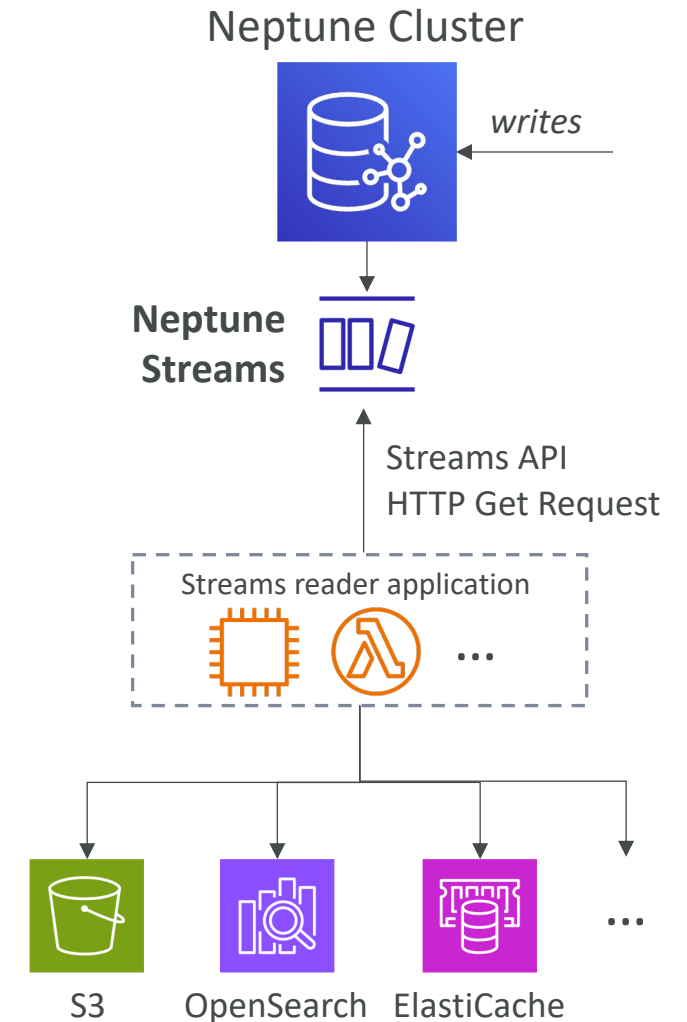 Neptune Cluster
writes
Neptune
Streams
Streams API
HTTP Get Request
Streams reader application
...
...
S3
OpenSearch
ElastiCache